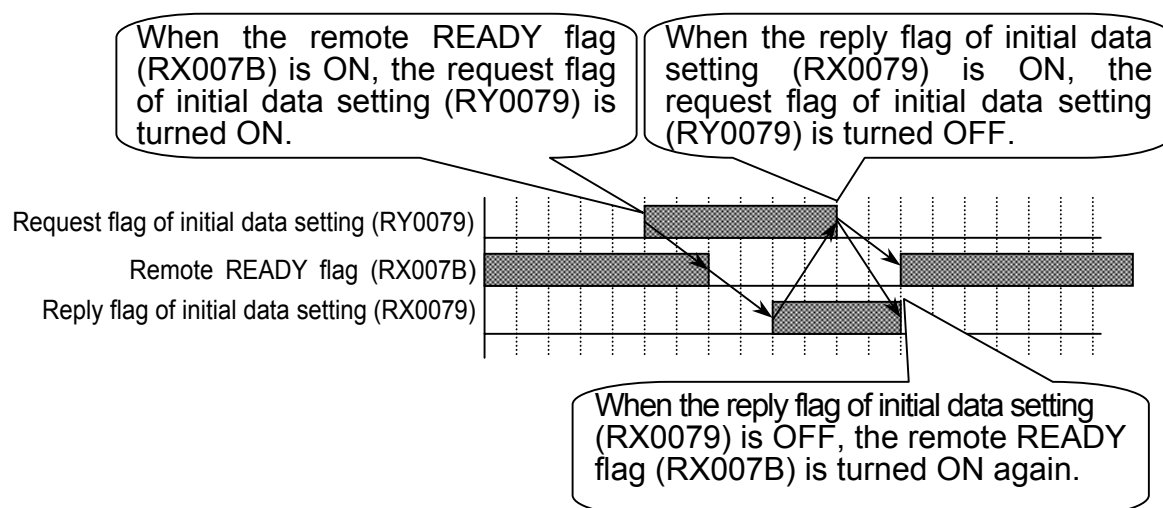 When the remote READY flag
(RX007B) is ON, the request flag
of initial data setting (RY0079) is
turned ON.
When the reply flag of initial data
setting (RX0079) is ON, the
request flag of initial data setting
(RY0079) is turned OFF.
Request flag of initial data setting (RY0079)
Remote READY flag (RX007B)
Reply flag of initial data setting (RX0079)
When the reply flag of initial data setting
(RX0079) is OFF, the remote READY
flag (RX007B) is turned ON again.